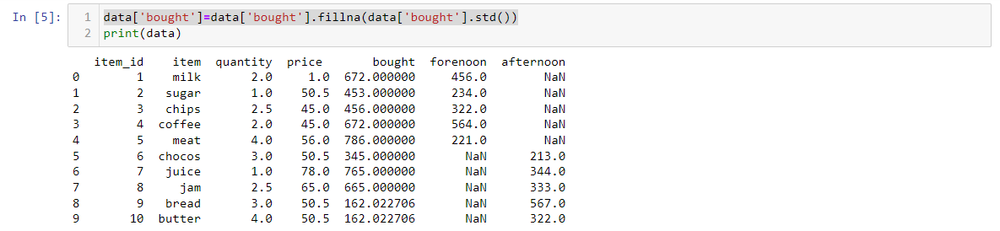 In [5]:
1 data['bought']=data['bought'].fillna(data['bought'].std())
2 print(data)
item_id item quantity price bought forenoon afternoon
0 1 milk 2.0 1.0 672.000000 456.0 NaN
1 2 sugar 1.0 50.5 453.000000 234.0 NaN
2 3 chips 2.5 45.0 456.000000 322.0 NaN
3 4 coffee 2.0 45.0 672.000000 564.0 NaN
4 5 meat 4.0 56.0 786.000000 221.0 NaN
5 6 chocos 3.0 50.5 345.000000 NaN 213.0
6 7 juice 1.0 78.0 765.000000 NaN 344.0
7 8 jam 2.5 65.0 665.000000 NaN 333.0
8 9 bread 3.0 50.5 162.022706 NaN 567.0
9 10 butter 4.0 50.5 162.022706 NaN 322.0